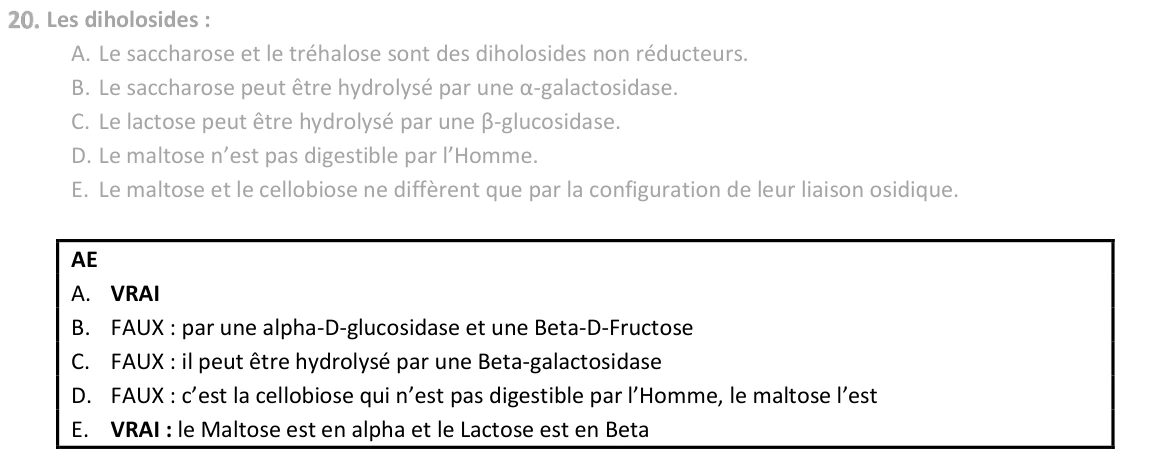 20. Les diholosides :
A. Le saccharose et le tréhalose sont des diholosides non réducteurs.
B. Le saccharose peut être hydrolysé par une α-galactosidase.
C. Le lactose peut être hydrolysé par une β-glucosidase.
D. Le maltose n’est pas digestible par l’Homme.
E. Le maltose et le cellobiose ne diffèrent que par la configuration de leur liaison osidique.
AE
A. VRAI
B. FAUX : par une alpha-D-glucosidase et une Beta-D-Fructose
C. FAUX : il peut être hydrolysé par une Beta-galactosidase
D. FAUX : c’est la cellobiose qui n’est pas digestible par l’Homme, le maltose l’est
E. VRAI : le Maltose est en alpha et le Lactose est en Beta